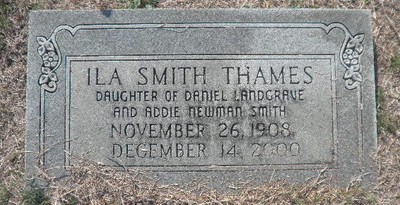 ILA SMITH THAMES
DAUGHTER OF DANIEL LANDGRAVE
AND ADDIE NEWMAN SMITH
NOVEMBER 26, 1908
DECEMBER 14, 2000